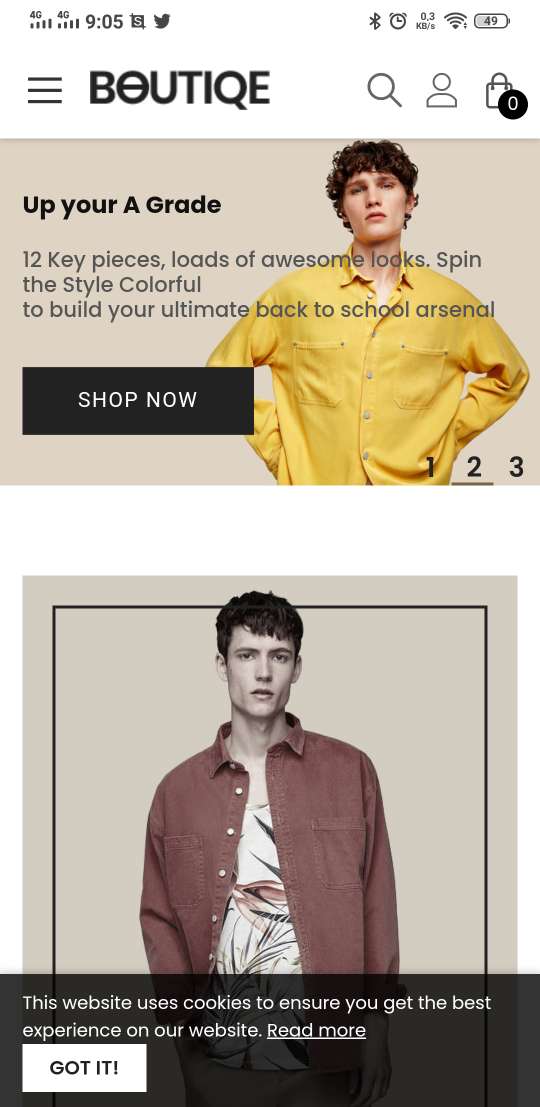 4G 4G 9:05 0,3 KB/s 49
BOUTIQE
0
Up your A Grade
12 Key pieces, loads of awesome looks. Spin
the Style Colorful
to build your ultimate back to school arsenal
SHOP NOW
1 2 3
This website uses cookies to ensure you get the best
experience on our website. Read more
GOT IT!